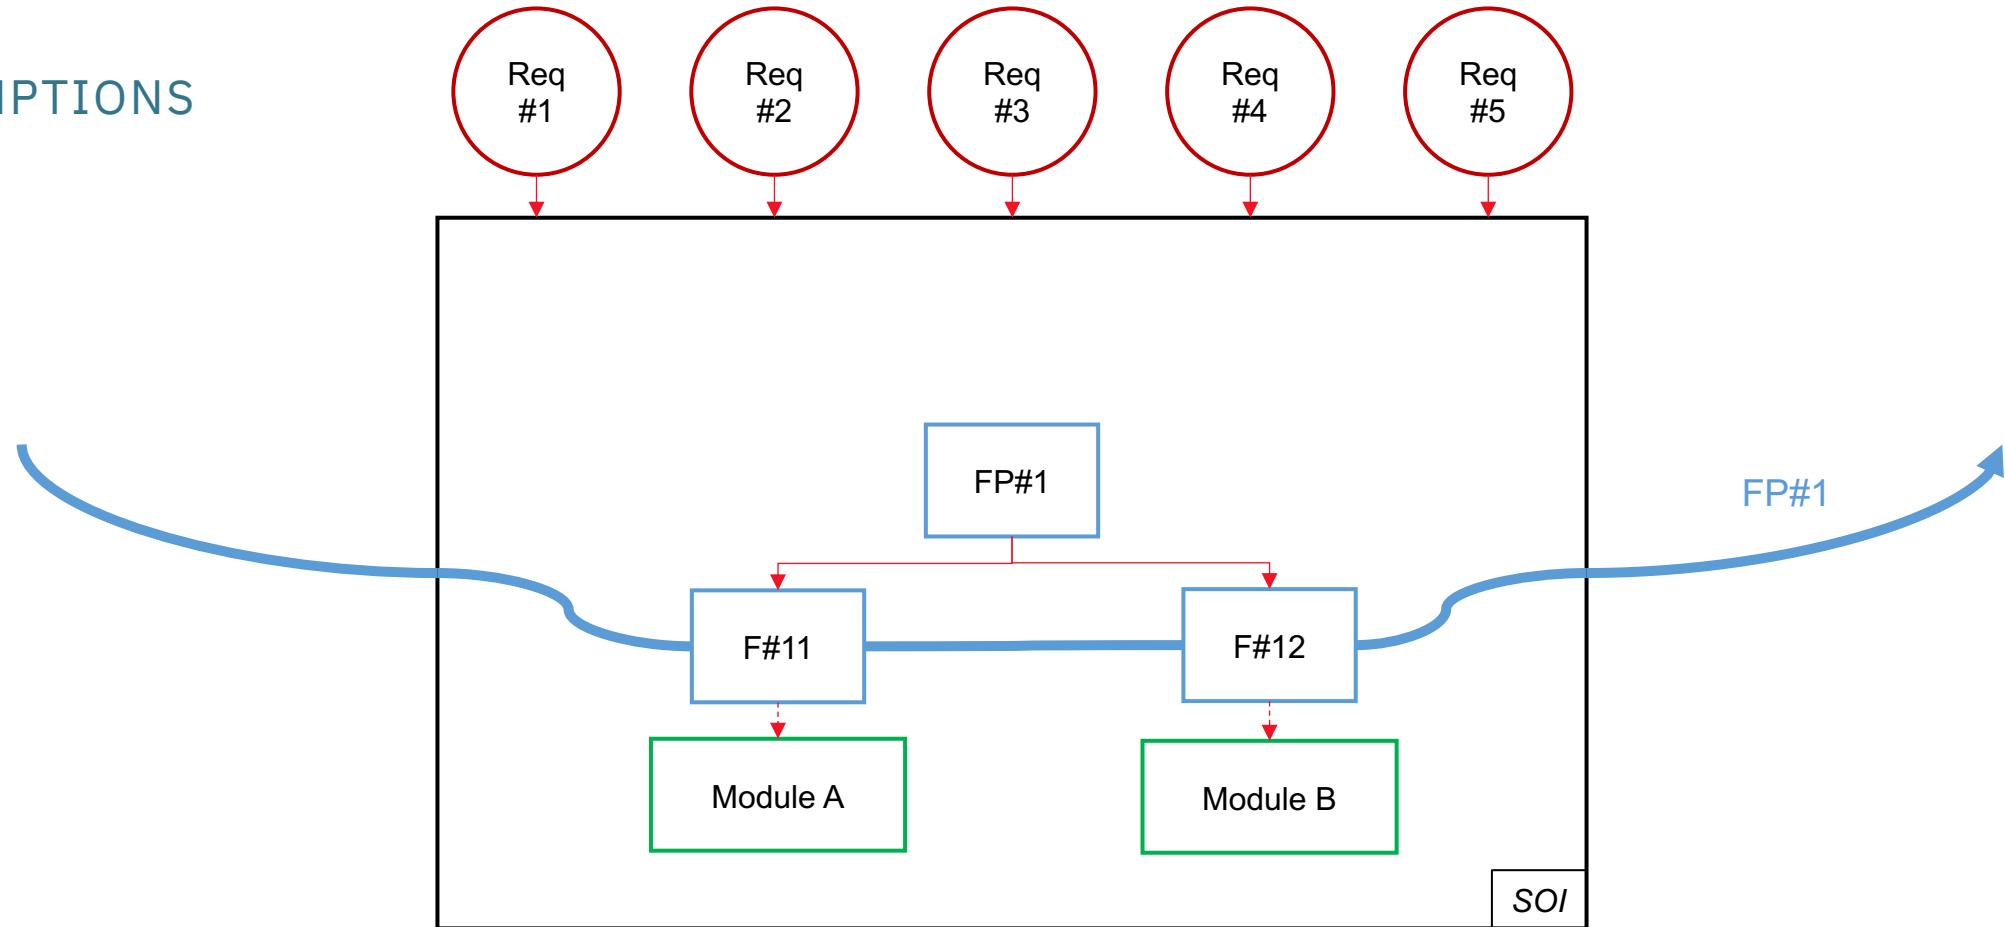 IPTIONS
Req
#1
Req
#2
Req
#3
Req
#4
Req
#5
FP#1
FP#1
F#11
F#12
Module A
Module B
SOI